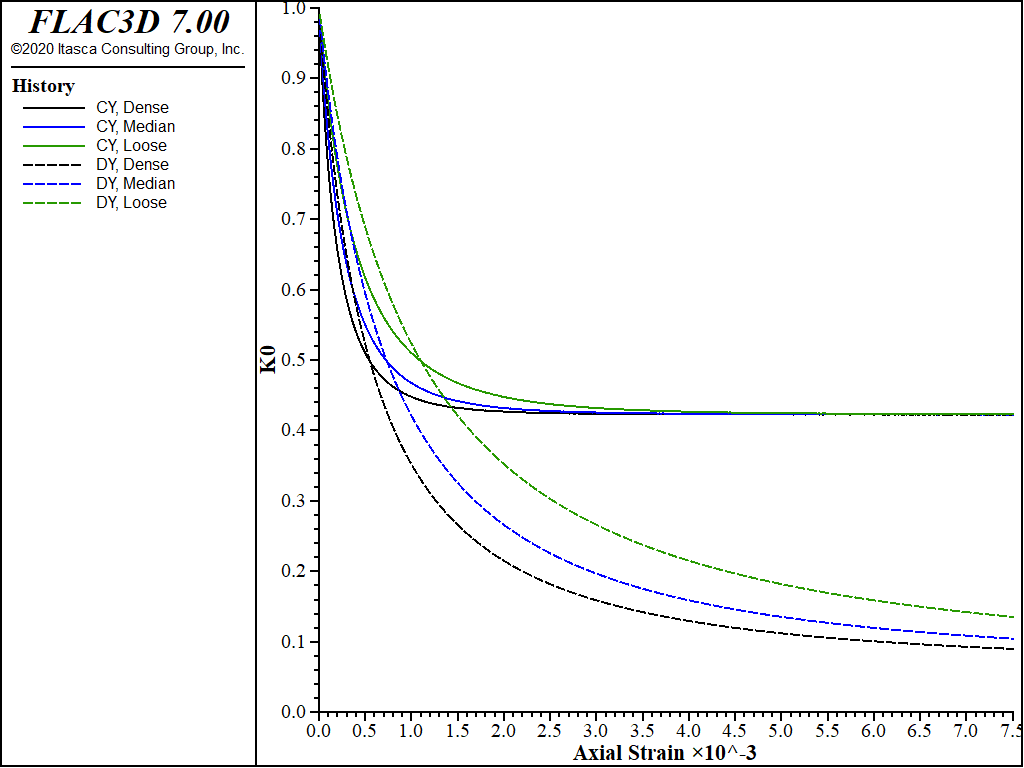 FLAC3D 7.00
©2020 Itasca Consulting Group, Inc.
History
CY, Dense
CY, Median
CY, Loose
DY, Dense
DY, Median
DY, Loose
K0
1.0
0.9
0.8
0.7
0.6
0.5
0.4
0.3
0.2
0.1
0.0
0.0 0.5 1.0 1.5 2.0 2.5 3.0 3.5 4.0 4.5 5.0 5.5 6.0 6.5 7.0 7.5
Axial Strain ×10^-3